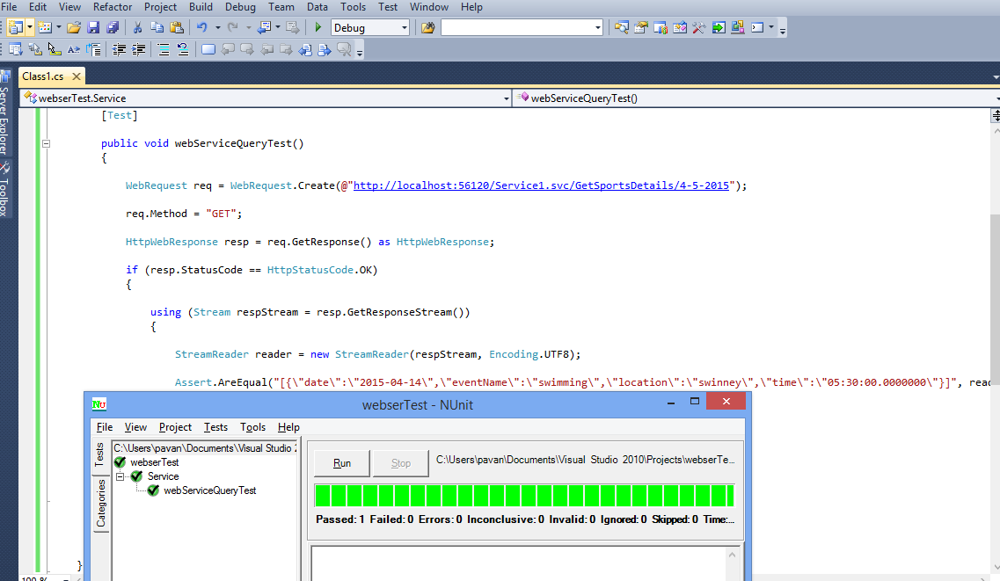 File Edit View Refactor Project Build Debug Team Data Tools Test Window Help
Debug
Server Explorer
Toolbox
Class1.cs
webserTest.Service
webServiceQueryTest()
[Test]
public void webServiceQueryTest()
{
WebRequest req = WebRequest.Create(@"http://localhost:56120/Service1.svc/GetSportsDetails/4-5-2015");
req.Method = "GET";
HttpWebResponse resp = req.GetResponse() as HttpWebResponse;
if (resp.StatusCode == HttpStatusCode.OK)
{
using (Stream respStream = resp.GetResponseStream())
{
StreamReader reader = new StreamReader(respStream, Encoding.UTF8);
Assert.AreEqual("[{\"date\":\"2015-04-14\",\"eventName\":\"swimming\",\"location\":\"swinney\",\"time\":\"05:30:00.0000000\"}]", reac
}
100 %
NU
webserTest - NUnit
File View Project Tests Tools Help
Tests
Categories
C:\Users\pavan\Documents\Visual Studio 2
webserTest
Service
webServiceQueryTest
Run
Stop
C:\Users\pavan\Documents\Visual Studio 2010\Projects\webserTe...
Passed: 1 Failed: 0 Errors: 0 Inconclusive: 0 Invalid: 0 Ignored: 0 Skipped: 0 Time:...